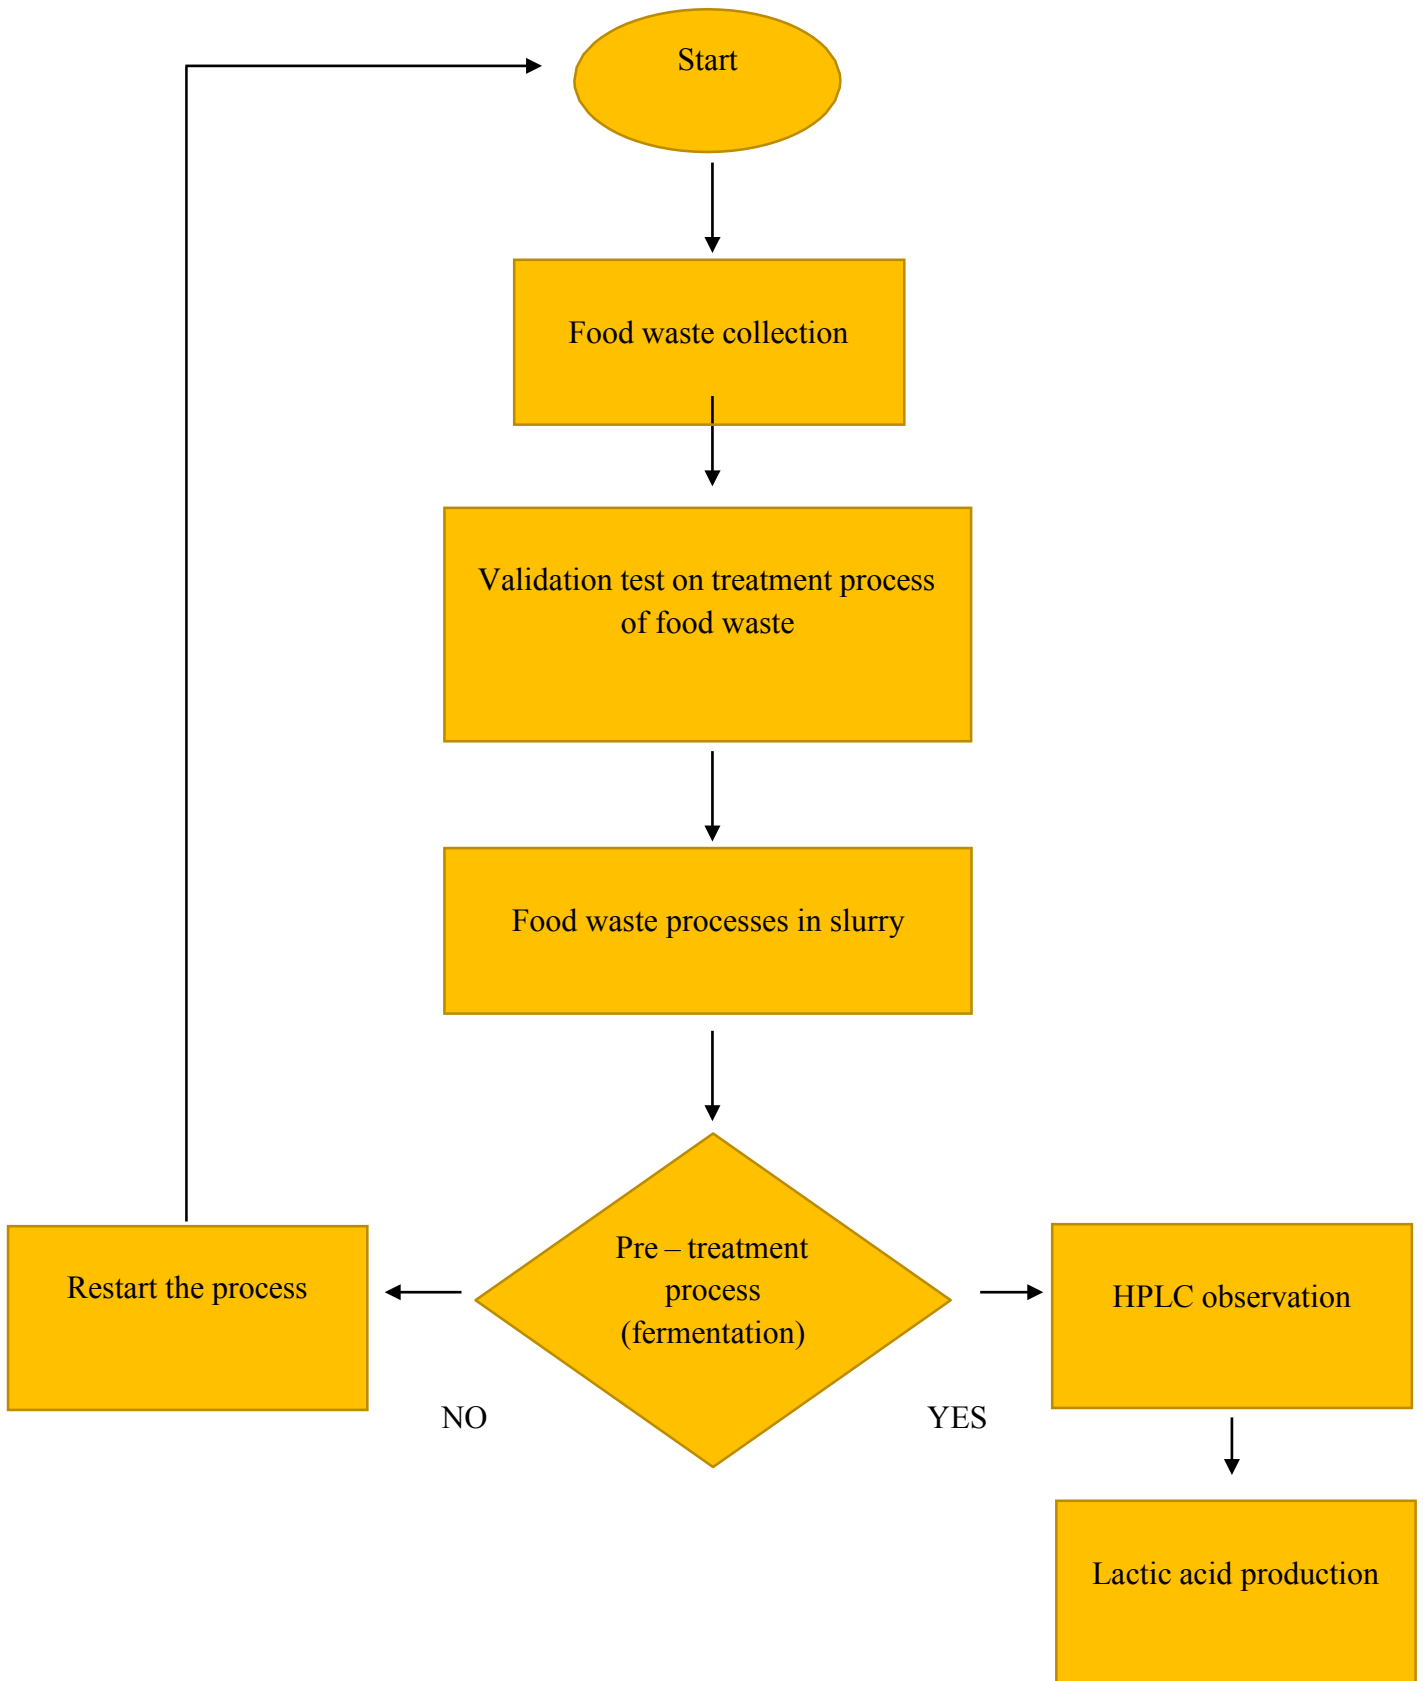 Start
Food waste collection
Validation test on treatment process
of food waste
Food waste processes in slurry
Pre – treatment
process
(fermentation)
Restart the process
HPLC observation
NO
YES
Lactic acid production